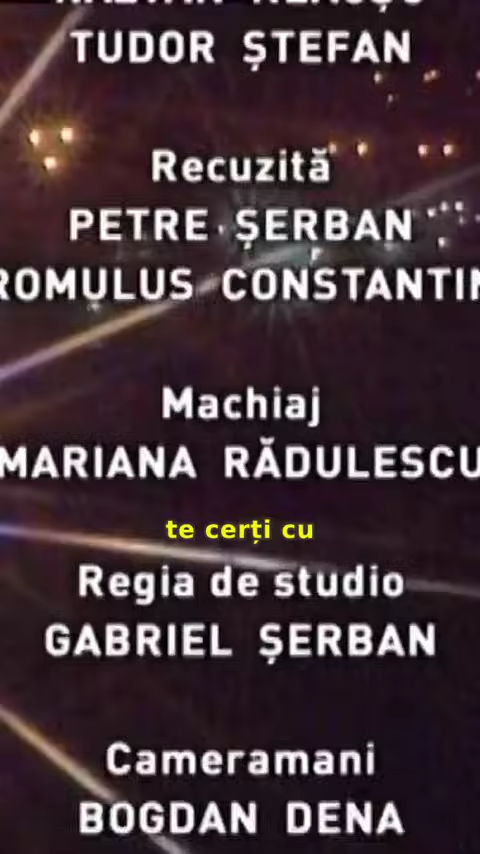 TUDOR ȘTEFAN
Recuzită
PETRE ȘERBAN
ROMULUS CONSTANTIN
Machiaj
MARIANA RĂDULESCU
te cerți cu
Regia de studio
GABRIEL ȘERBAN
Cameramani
BOGDAN DENA